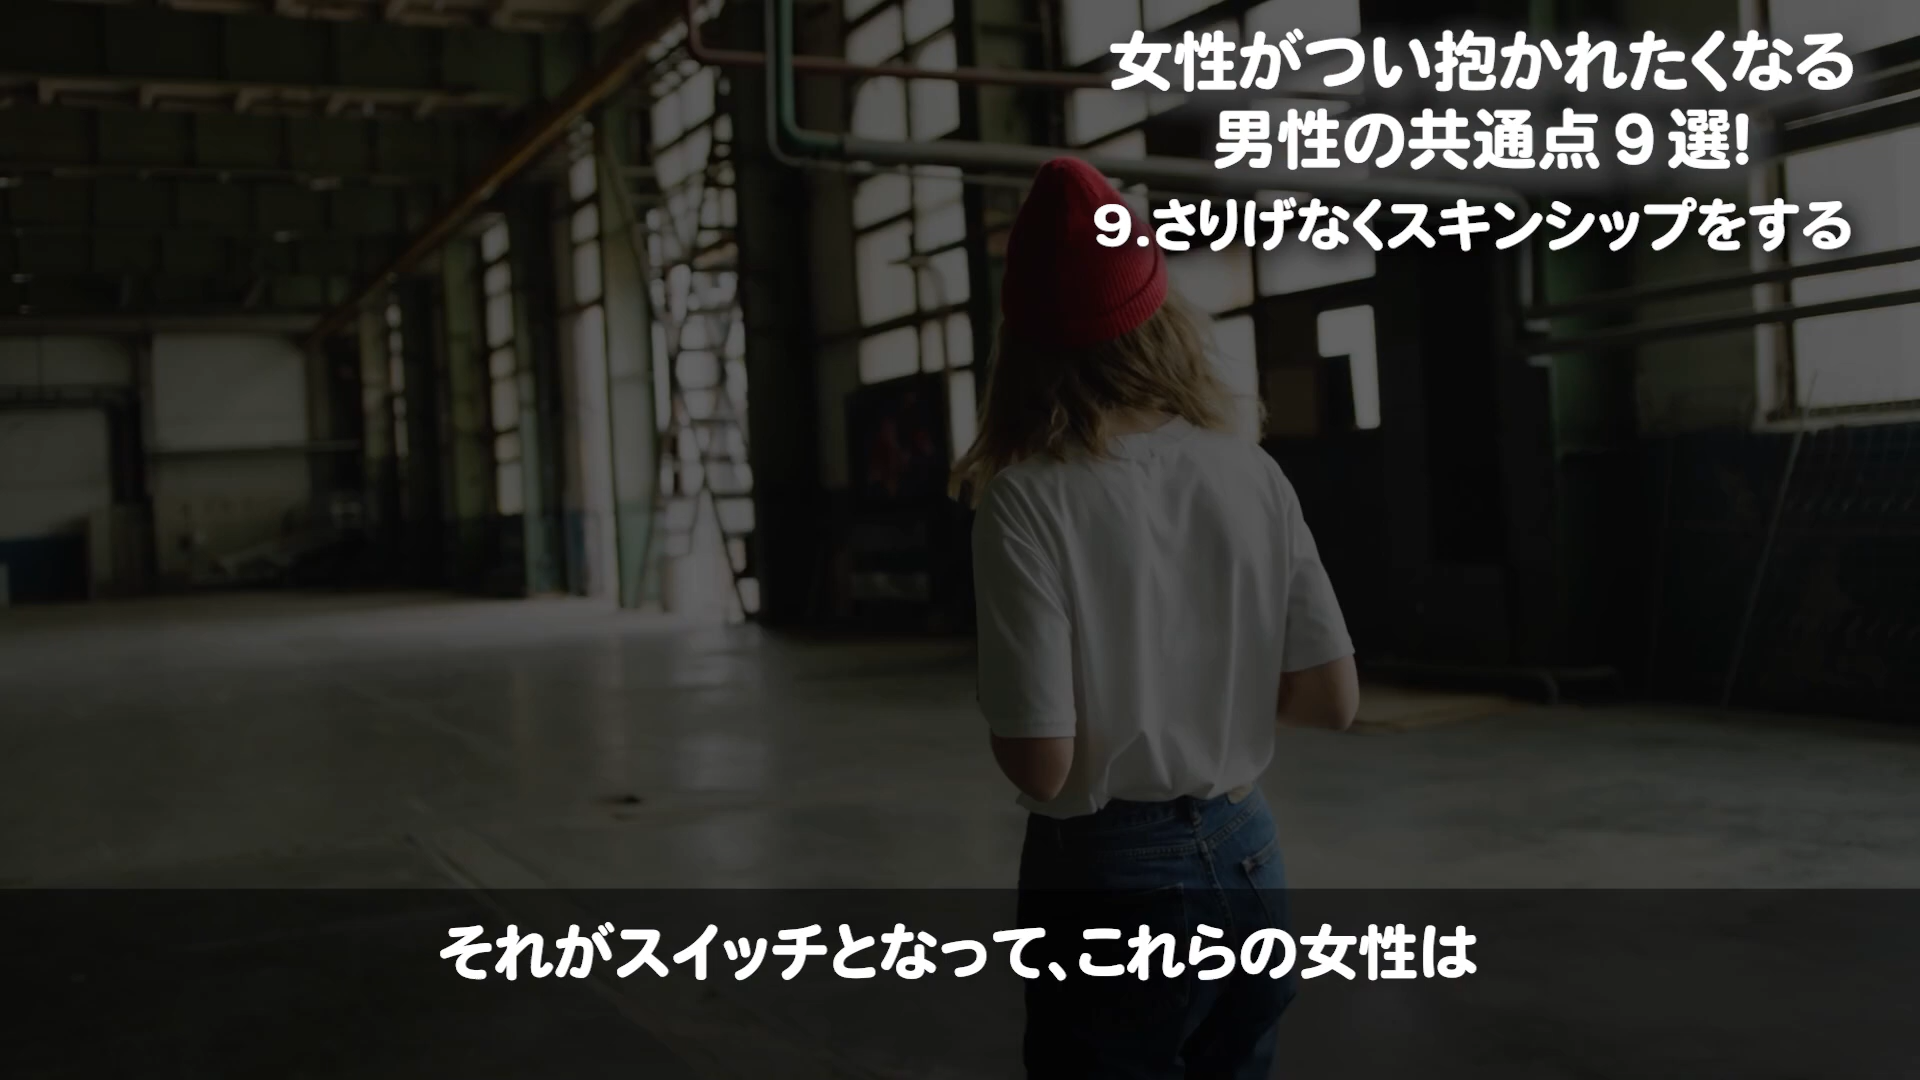 女性がつい抱かれたくなる
男性の共通点９選!
９.さりげなくスキンシップをする
それがスイッチとなって、これらの女性は